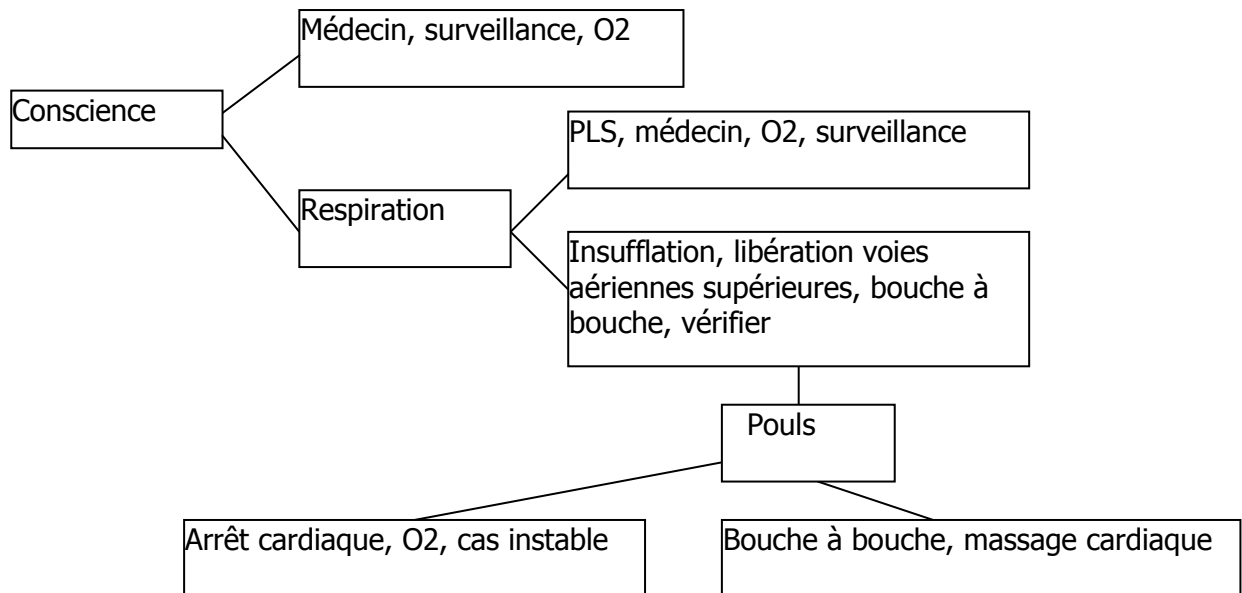 Médecin, surveillance, O2
Conscience
PLS, médecin, O2, surveillance
Respiration
Insufflation, libération voies
aériennes supérieures, bouche à
bouche, vérifier
Pouls
Arrêt cardiaque, O2, cas instable
Bouche à bouche, massage cardiaque